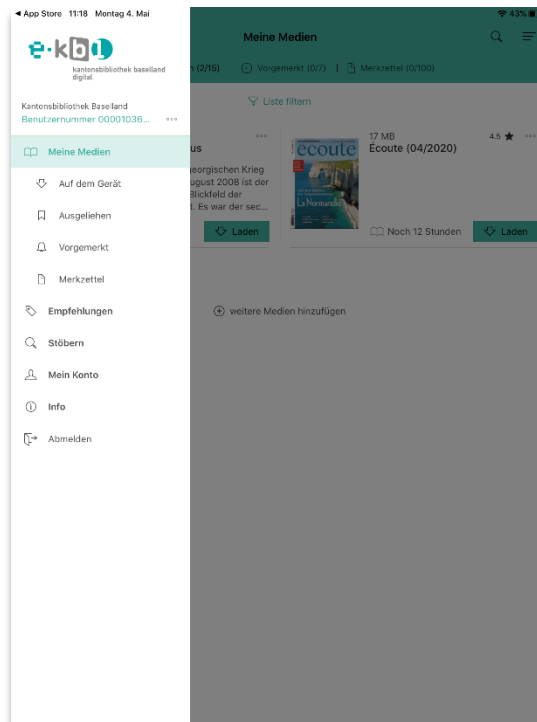 App Store 11:18 Montag 4. Mai
43%
e·kbl
kantonsbibliothek baselland
digital
Kantonsbibliothek Baselland
Benutzernummer 00001036...
Meine Medien
Auf dem Gerät
Ausgeliehen
Vorgemerkt
Merkzettel
Empfehlungen
Stöbern
Mein Konto
Info
Abmelden
Meine Medien
(2/15) Vorgemerkt (0/7) | Merkzettel (0/100)
Liste filtern
us
eorgischen Krieg
ugust 2008 ist der
Blickfeld der
t. Es war der sec...
Laden
écoute
La Normandie
17 MB
4.5
Écoute (04/2020)
Noch 12 Stunden
Laden
weitere Medien hinzufügen